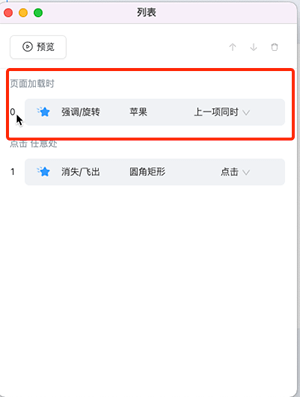 列表
预览
页面加载时
0 强调/旋转 苹果 上一项同时
点击 任意处
1 消失/飞出 圆角矩形 点击